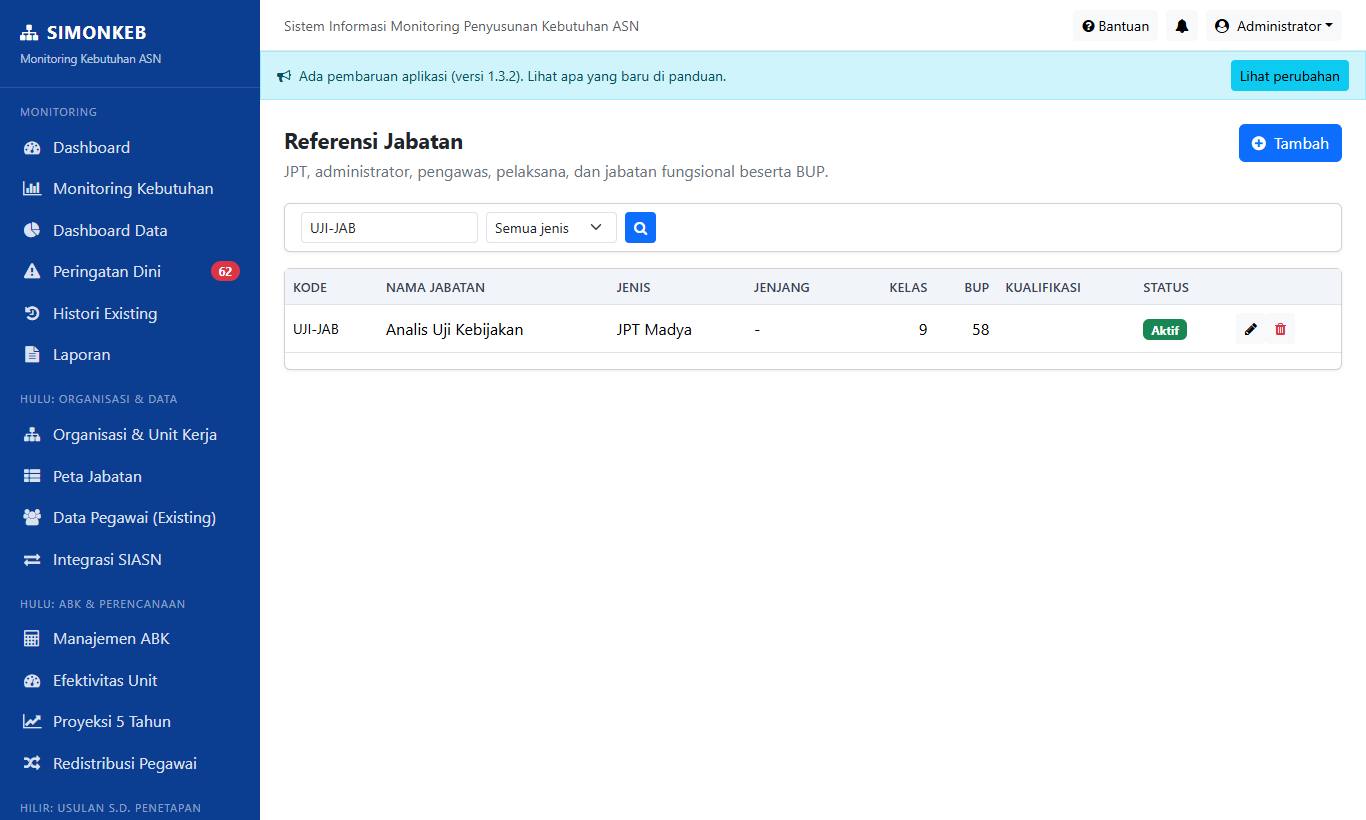 SIMONKEB
Monitoring Kebutuhan ASN
MONITORING
Dashboard
Monitoring Kebutuhan
Dashboard Data
Peringatan Dini 62
Histori Existing
Laporan
HULU: ORGANISASI & DATA
Organisasi & Unit Kerja
Peta Jabatan
Data Pegawai (Existing)
Integrasi SIASN
HULU: ABK & PERENCANAAN
Manajemen ABK
Efektivitas Unit
Proyeksi 5 Tahun
Redistribusi Pegawai
HILIR: USULAN S.D. PENETAPAN
Sistem Informasi Monitoring Penyusunan Kebutuhan ASN Bantuan Administrator
Ada pembaruan aplikasi (versi 1.3.2). Lihat apa yang baru di panduan. Lihat perubahan
Referensi Jabatan Tambah
JPT, administrator, pengawas, pelaksana, dan jabatan fungsional beserta BUP.
UJI-JAB Semua jenis
KODE NAMA JABATAN JENIS JENJANG KELAS BUP KUALIFIKASI STATUS
UJI-JAB Analis Uji Kebijakan JPT Madya - 9 58 Aktif